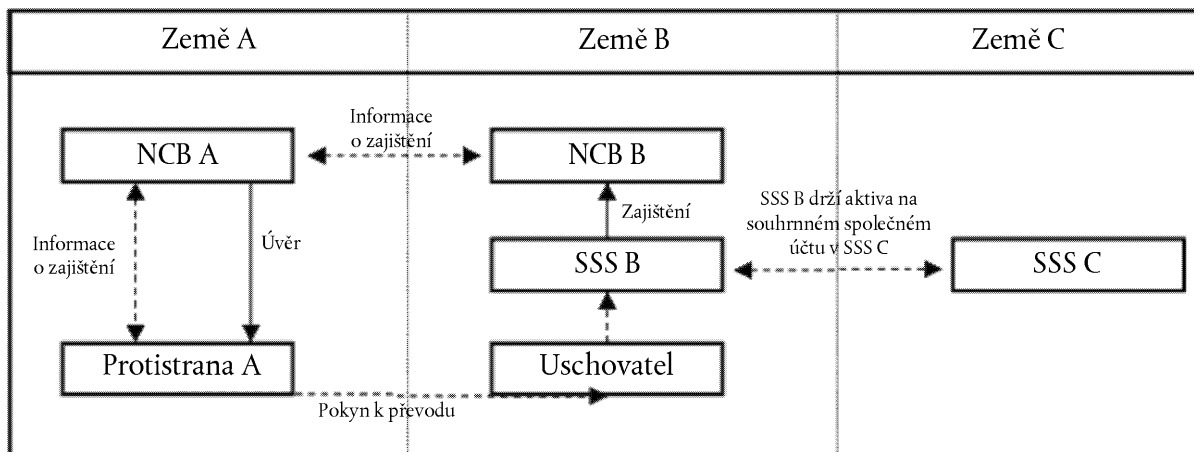 Země A
Země B
Země C
Informace
o zajištění
NCB A
NCB B
Informace
o zajištění
Úvěr
Zajištění
SSS B drží aktiva na
souhrnném společném
účtu v SSS C
SSS B
SSS C
Protistrana A
Uschovatel
Pokyn k převodu